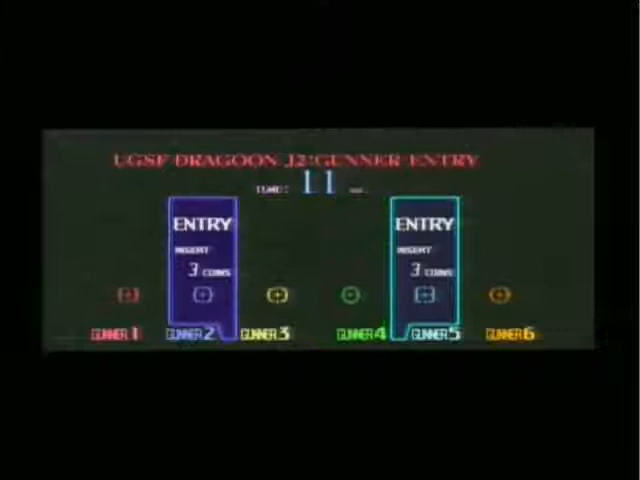 UGSF DRAGOON J2:GUNNER ENTRY
TIME: 11
ENTRY ENTRY
INSERT INSERT
3 COINS 3 COINS
GUNNER 1 GUNNER 2 GUNNER 3 GUNNER 4 GUNNER 5 GUNNER 6